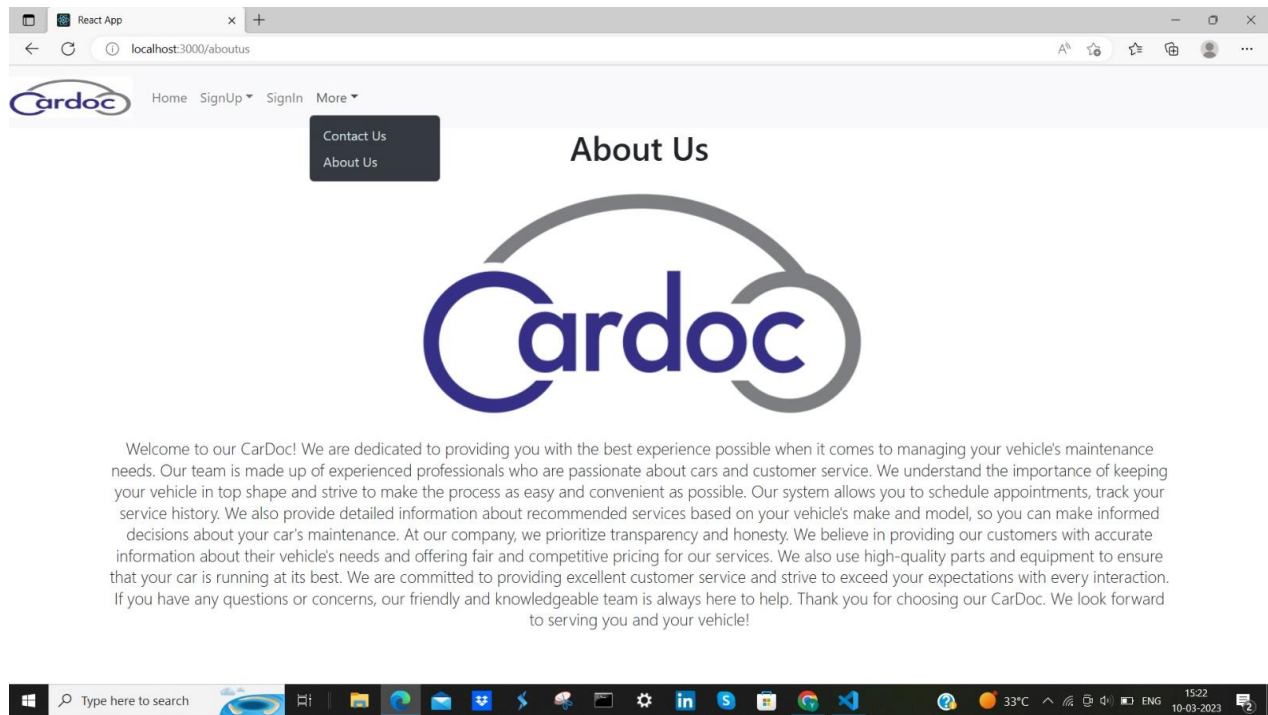 React App
localhost:3000/aboutus
Cardoc
Home SignUp SignIn More
Contact Us
About Us
About Us
Cardoc
Welcome to our CarDoc! We are dedicated to providing you with the best experience possible when it comes to managing your vehicle's maintenance
needs. Our team is made up of experienced professionals who are passionate about cars and customer service. We understand the importance of keeping
your vehicle in top shape and strive to make the process as easy and convenient as possible. Our system allows you to schedule appointments, track your
service history. We also provide detailed information about recommended services based on your vehicle's make and model, so you can make informed
decisions about your car's maintenance. At our company, we prioritize transparency and honesty. We believe in providing our customers with accurate
information about their vehicle's needs and offering fair and competitive pricing for our services. We also use high-quality parts and equipment to ensure
that your car is running at its best. We are committed to providing excellent customer service and strive to exceed your expectations with every interaction.
If you have any questions or concerns, our friendly and knowledgeable team is always here to help. Thank you for choosing our CarDoc. We look forward
to serving you and your vehicle!
Type here to search
33°C
ENG
15:22
10-03-2023
2